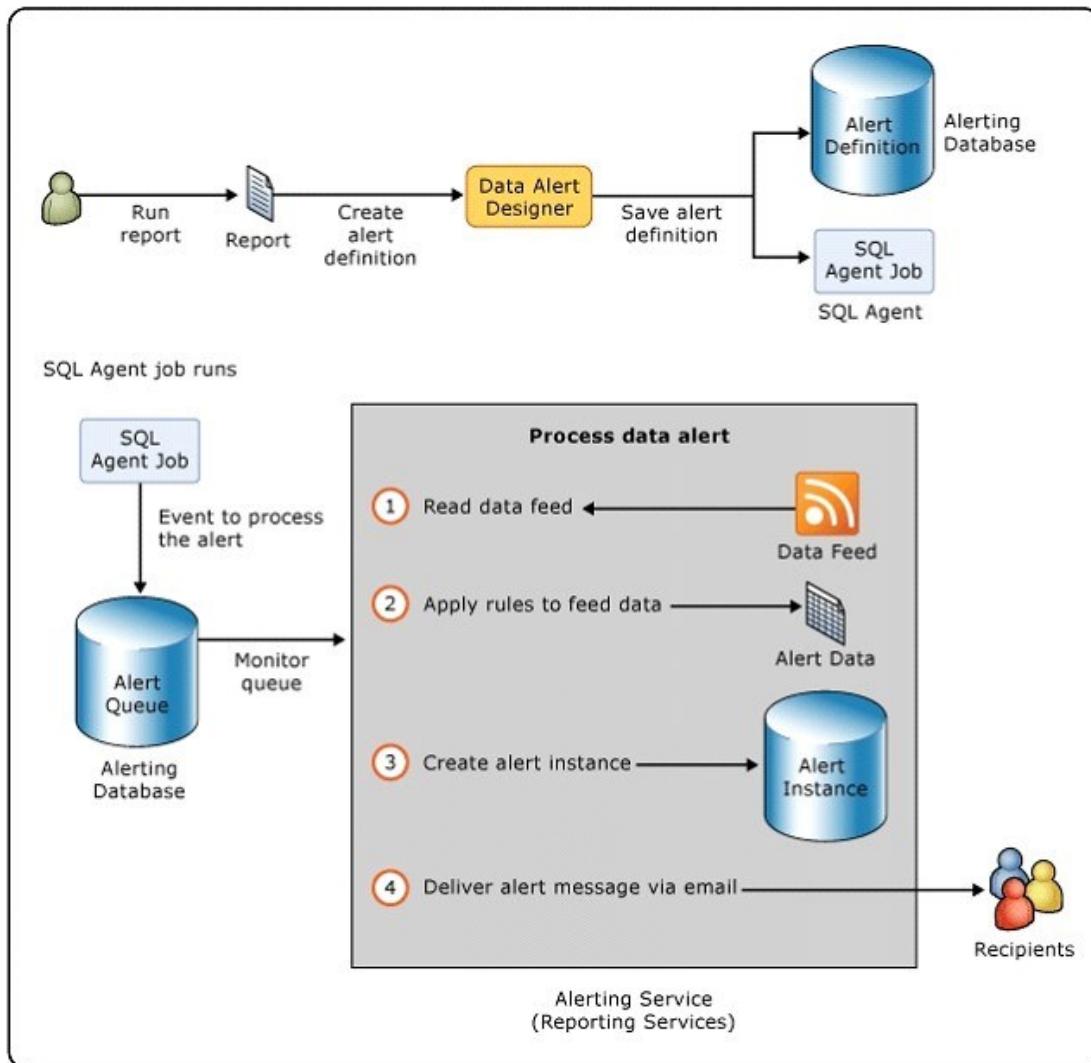 Alert
Definition
Alerting
Database
Data Alert
Designer
Run
report
Report
Create
alert
definition
Save alert
definition
SQL
Agent Job
SQL Agent
SQL Agent job runs
SQL
Agent Job
Event to process
the alert
Alert
Queue
Alerting
Database
Monitor
queue
Process data alert
1 Read data feed
Data Feed
2 Apply rules to feed data
Alert Data
3 Create alert instance
Alert
Instance
4 Deliver alert message via email
Recipients
Alerting Service
(Reporting Services)